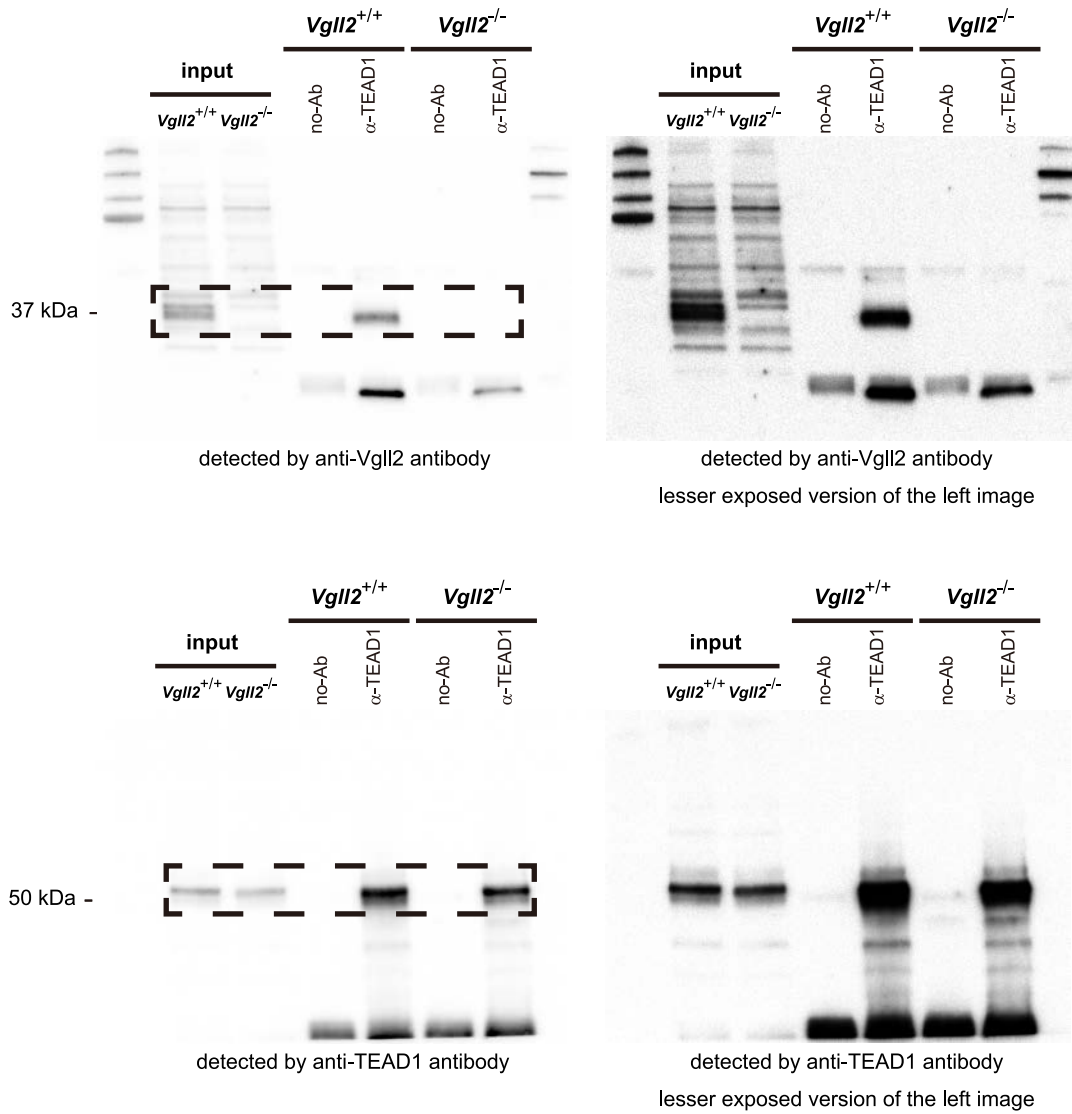 Vgll2+/+ Vgll2-/- Vgll2+/+ Vgll2-/-
input input
no-Ab α-TEAD1 no-Ab α-TEAD1 no-Ab α-TEAD1 no-Ab α-TEAD1
Vgll2+/+ Vgll2-/- Vgll2+/+ Vgll2-/-
37 kDa -
detected by anti-Vgll2 antibody
detected by anti-Vgll2 antibody
lesser exposed version of the left image
Vgll2+/+ Vgll2-/- Vgll2+/+ Vgll2-/-
input input
no-Ab α-TEAD1 no-Ab α-TEAD1 no-Ab α-TEAD1 no-Ab α-TEAD1
Vgll2+/+ Vgll2-/- Vgll2+/+ Vgll2-/-
50 kDa -
detected by anti-TEAD1 antibody
detected by anti-TEAD1 antibody
lesser exposed version of the left image